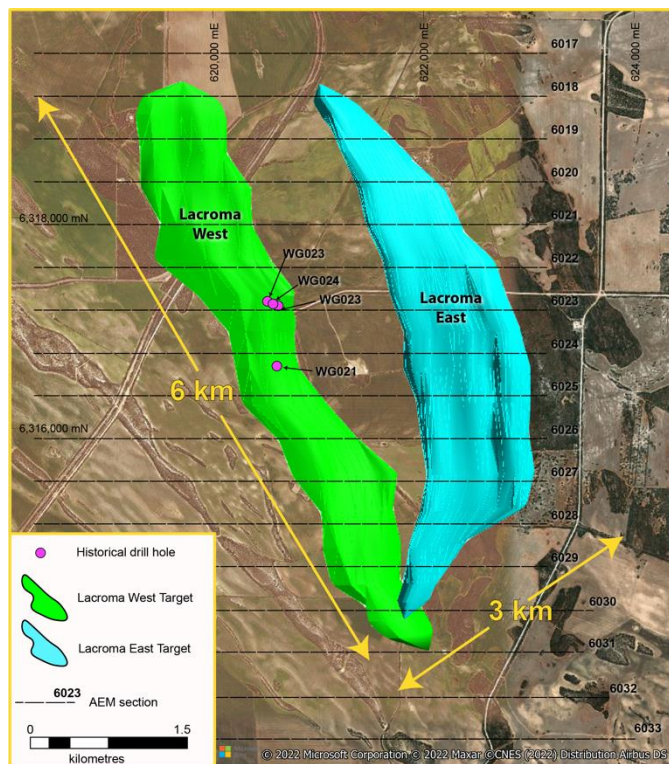 620,000 mE
622,000 mE
624,000 mE
6017
6018
6019
6020
6021
6022
6023
6024
6025
6026
6027
6028
6029
6030
6031
6032
6033
6,318,000 mN
6,316,000 mN
Lacroma
West
WG023
WG024
WG023
WG021
Lacroma
East
6 km
3 km
Historical drill hole
Lacroma West Target
Lacroma East Target
6023
AEM section
0
1.5
kilometres
© 2022 Microsoft Corporation © 2022 Maxar ©CNES (2022) Distribution Airbus DS